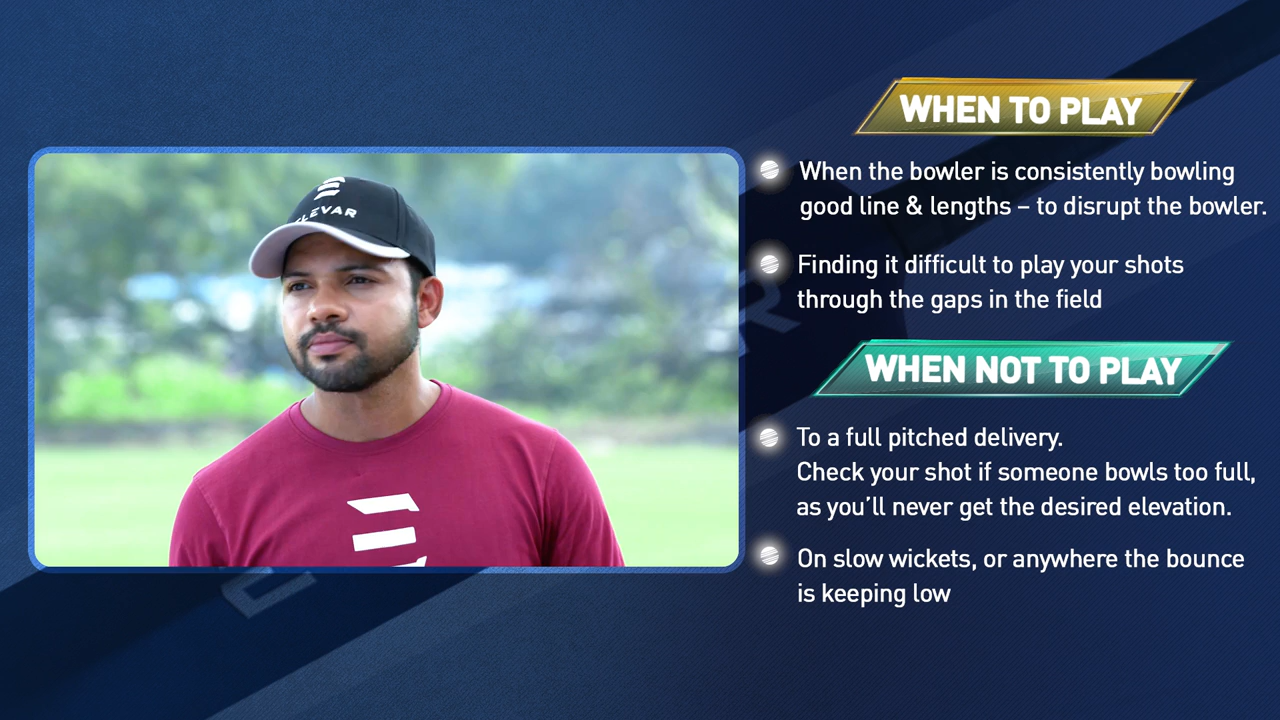 WHEN TO PLAY
When the bowler is consistently bowling
good line & lengths – to disrupt the bowler.
Finding it difficult to play your shots
through the gaps in the field
WHEN NOT TO PLAY
To a full pitched delivery.
Check your shot if someone bowls too full,
as you'll never get the desired elevation.
On slow wickets, or anywhere the bounce
is keeping low